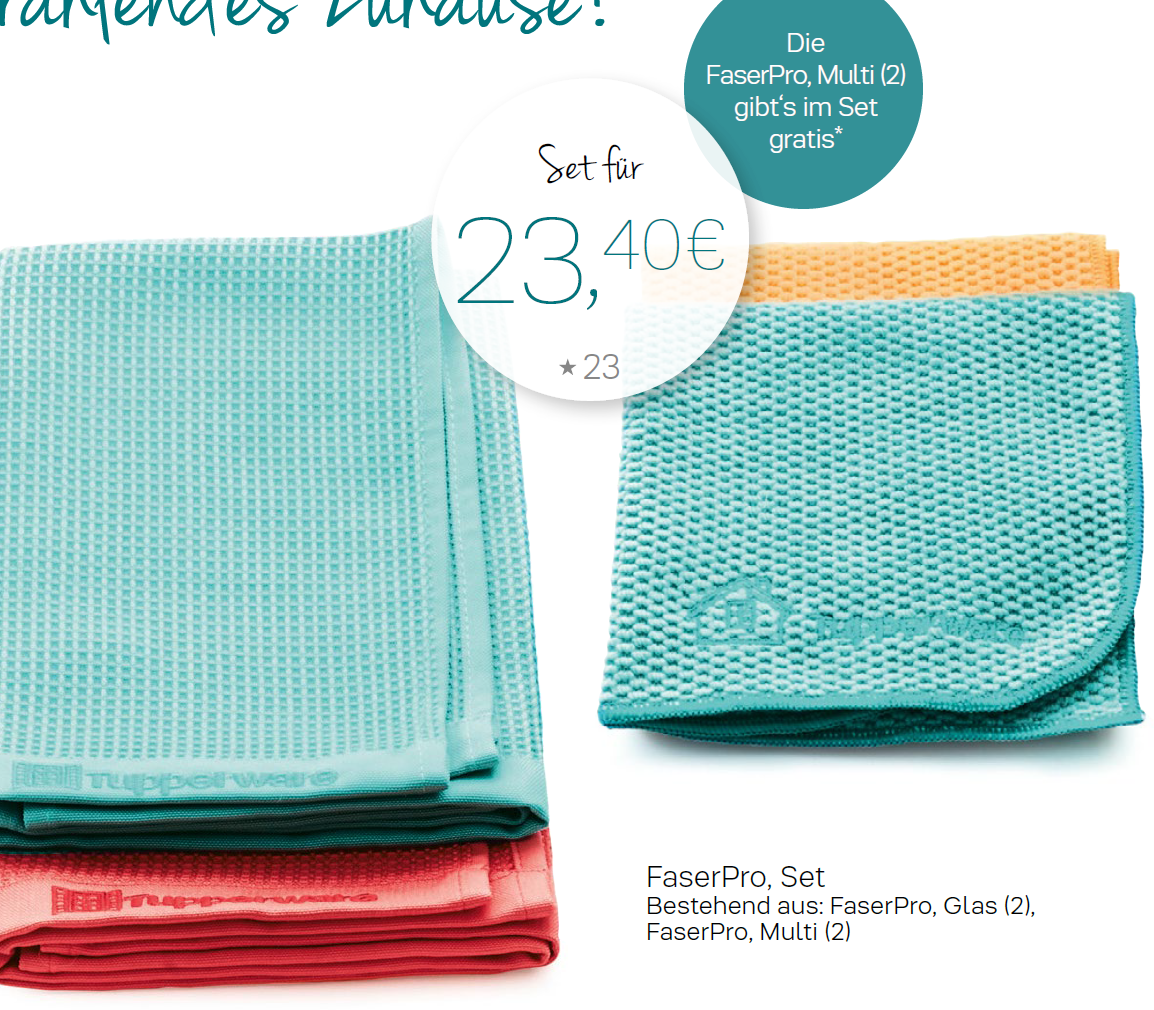 Zuhause!
Die
FaserPro, Multi (2)
gibt‘s im Set
gratis*
Set für
23,40€
★ 23
Tupperware
Tupperware
FaserPro, Set
Bestehend aus: FaserPro, Glas (2),
FaserPro, Multi (2)